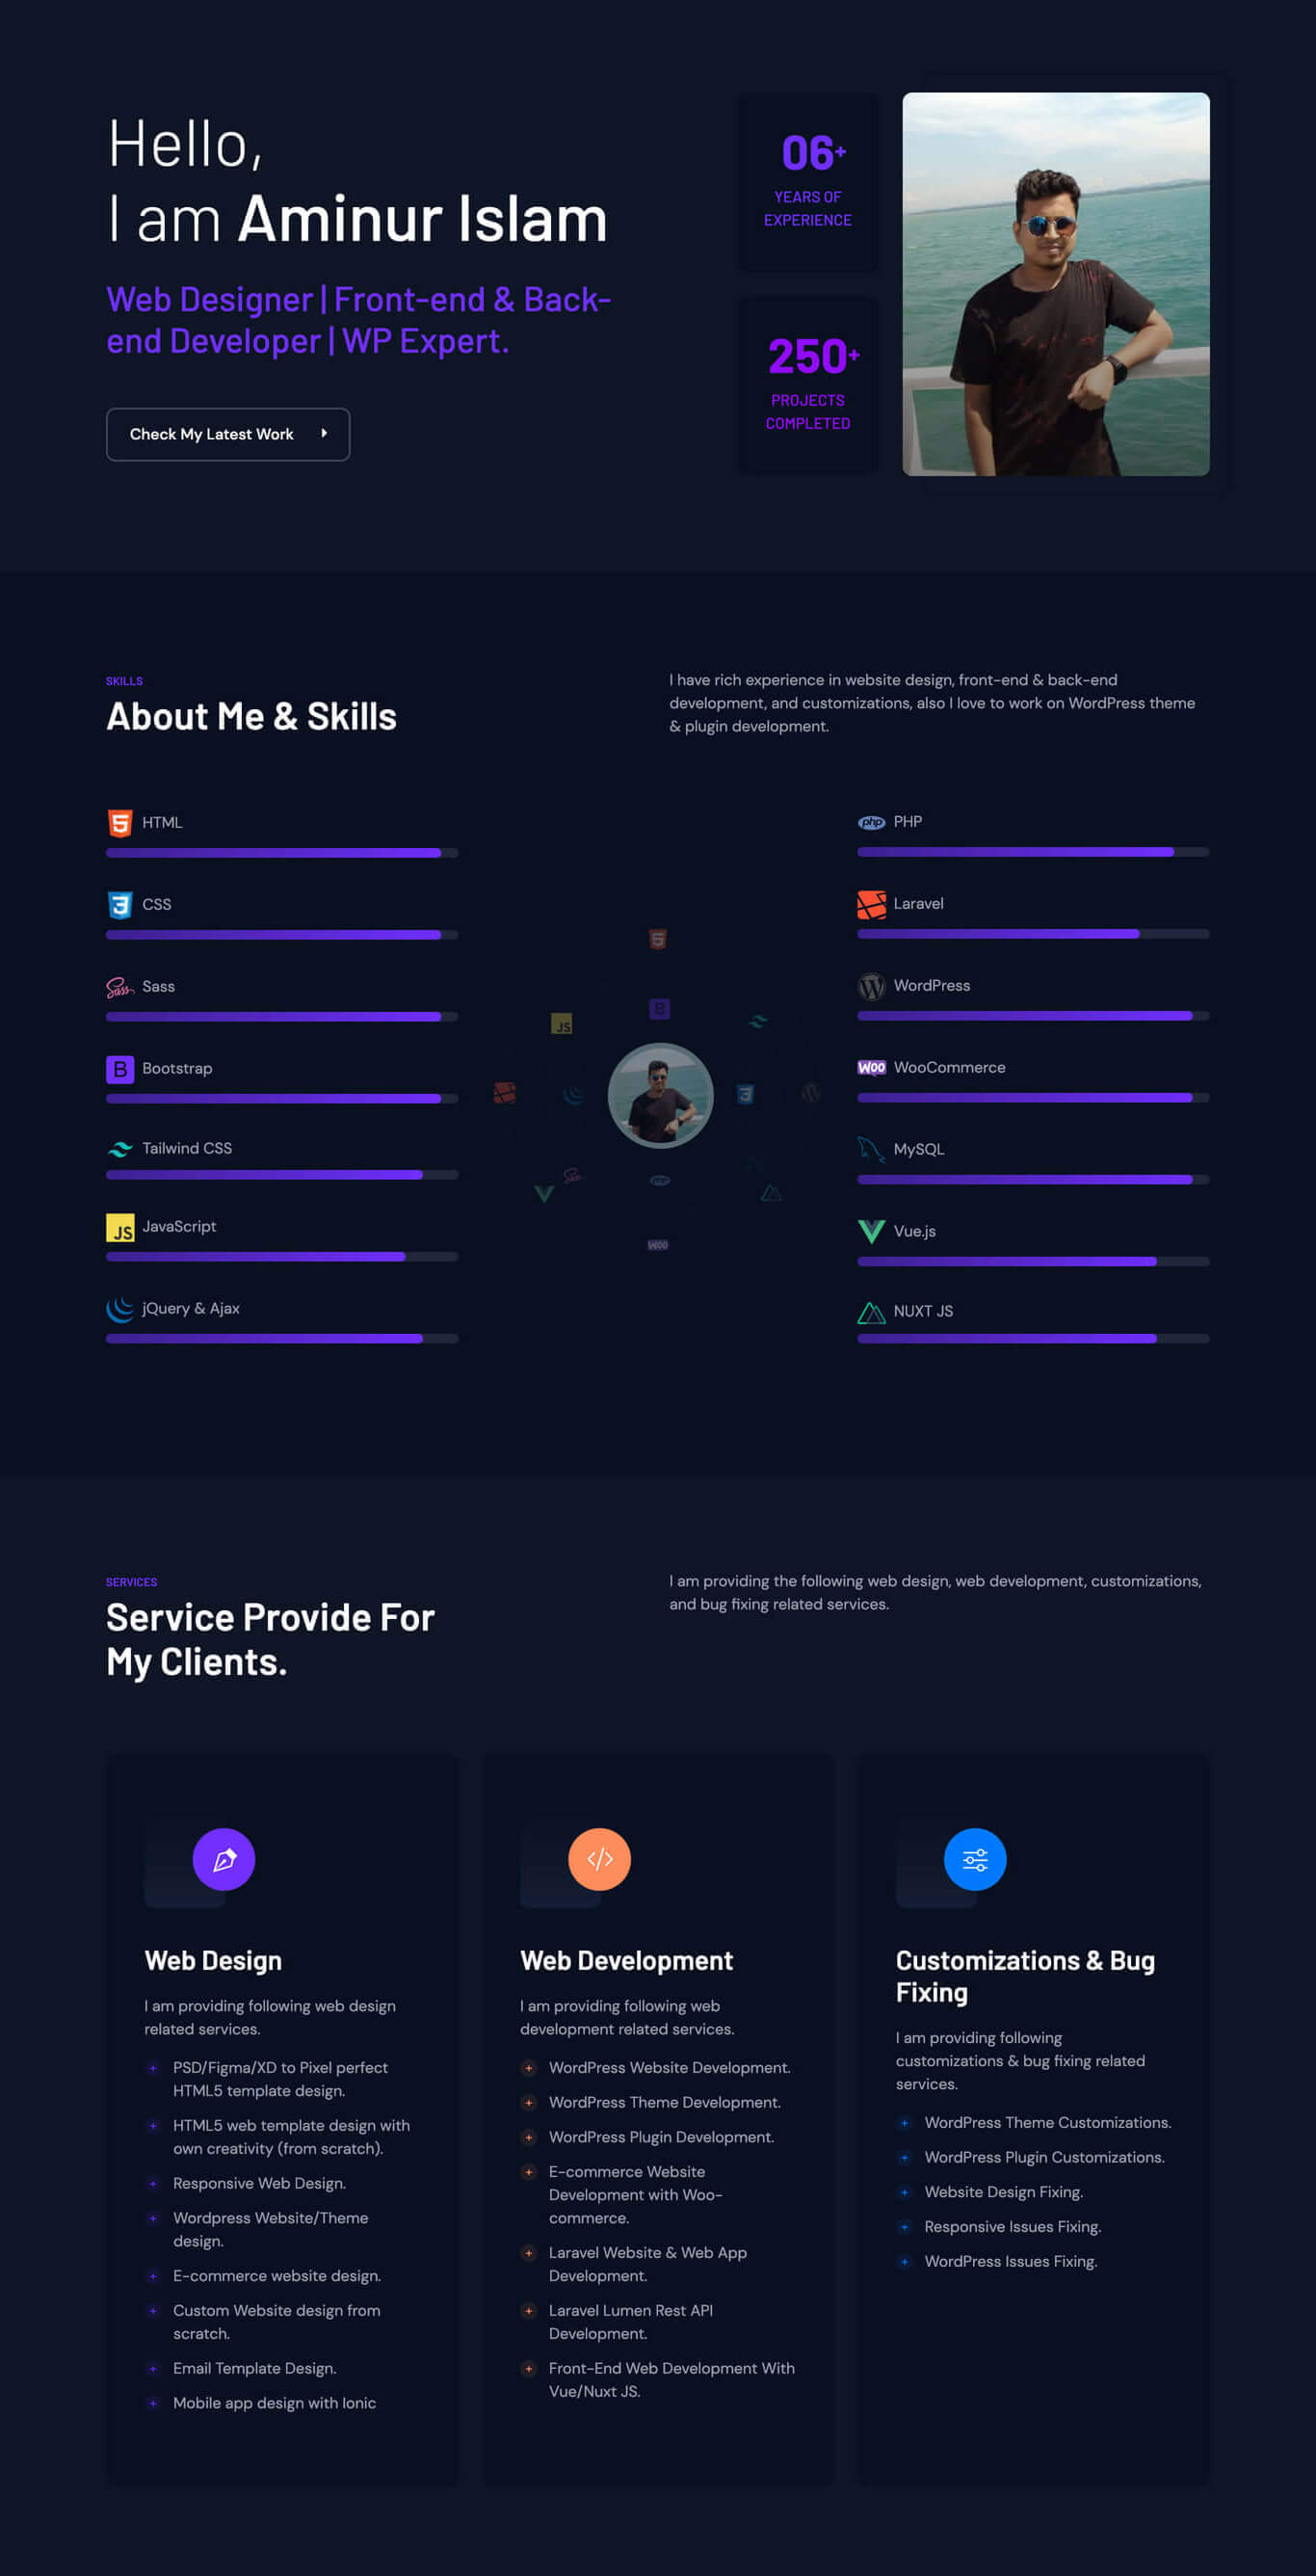 Hello,
I am Aminur Islam
Web Designer | Front-end & Back-
end Developer | WP Expert.
Check My Latest Work
06+
YEARS OF
EXPERIENCE
250+
PROJECTS
COMPLETED
SKILLS
About Me & Skills
I have rich experience in website design, front-end & back-end
development, and customizations, also I love to work on WordPress theme
& plugin development.
HTML
CSS
Sass
Sass
B
Bootstrap
Tailwind CSS
JS
JavaScript
jQuery & Ajax
B
JS
Sass
php
WOO
php
PHP
Laravel
WordPress
WOO
WooCommerce
MySQL
Vue.js
NUXT JS
SERVICES
Service Provide For
My Clients.
I am providing the following web design, web development, customizations,
and bug fixing related services.
Web Design
I am providing following web design
related services.
PSD/Figma/XD to Pixel perfect
HTML5 template design.
HTML5 web template design with
own creativity (from scratch).
Responsive Web Design.
Wordpress Website/Theme
design.
E-commerce website design.
Custom Website design from
scratch.
Email Template Design.
Mobile app design with Ionic
Web Development
I am providing following web
development related services.
WordPress Website Development.
WordPress Theme Development.
WordPress Plugin Development.
E-commerce Website
Development with Woo-
commerce.
Laravel Website & Web App
Development.
Laravel Lumen Rest API
Development.
Front-End Web Development With
Vue/Nuxt JS.
Customizations & Bug
Fixing
I am providing following
customizations & bug fixing related
services.
WordPress Theme Customizations.
WordPress Plugin Customizations.
Website Design Fixing.
Responsive Issues Fixing.
WordPress Issues Fixing.